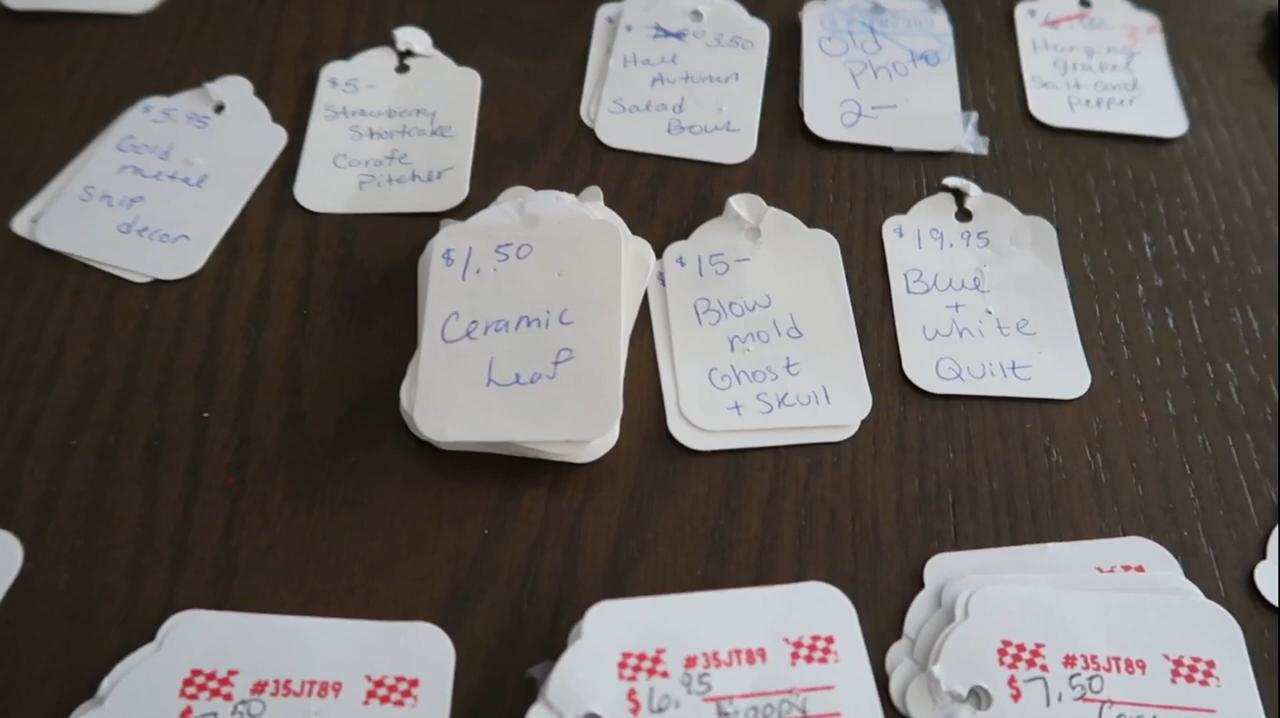 $5.95
Gold
metal
Ship
decor
$5-
Strawberry
Shortcake
Carafe
Pitcher
$ 3.50
Hall
Autumn
Salad
Bowl
Old
Photo
2-
Hanging
grapes
Salt and
pepper
$1.50
Ceramic
Leaf
$15-
Blow
mold
Ghost
+ Skull
$19.95
Blue
+
white
Quilt
#35JT89
.50
#35JT89
$6.95
#35JT89
$7.50